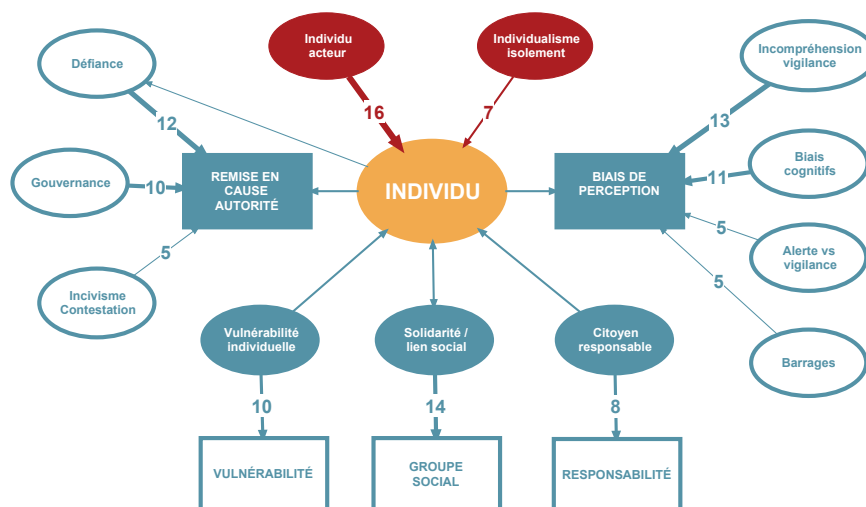 Individu
acteur
Individualisme
isolement
Incompréhension
vigilance
Défiance
16
7
12
13
Gouvernance
10
REMISE EN
CAUSE
AUTORITÉ
INDIVIDU
BIAIS DE
PERCEPTION
11
Biais
cognitifs
5
5
Alerte vs
vigilance
5
Incivisme
Contestation
Vulnérabilité
individuelle
Solidarité /
lien social
Citoyen
responsable
Barrages
10
14
8
VULNÉRABILITÉ
GROUPE
SOCIAL
RESPONSABILITÉ